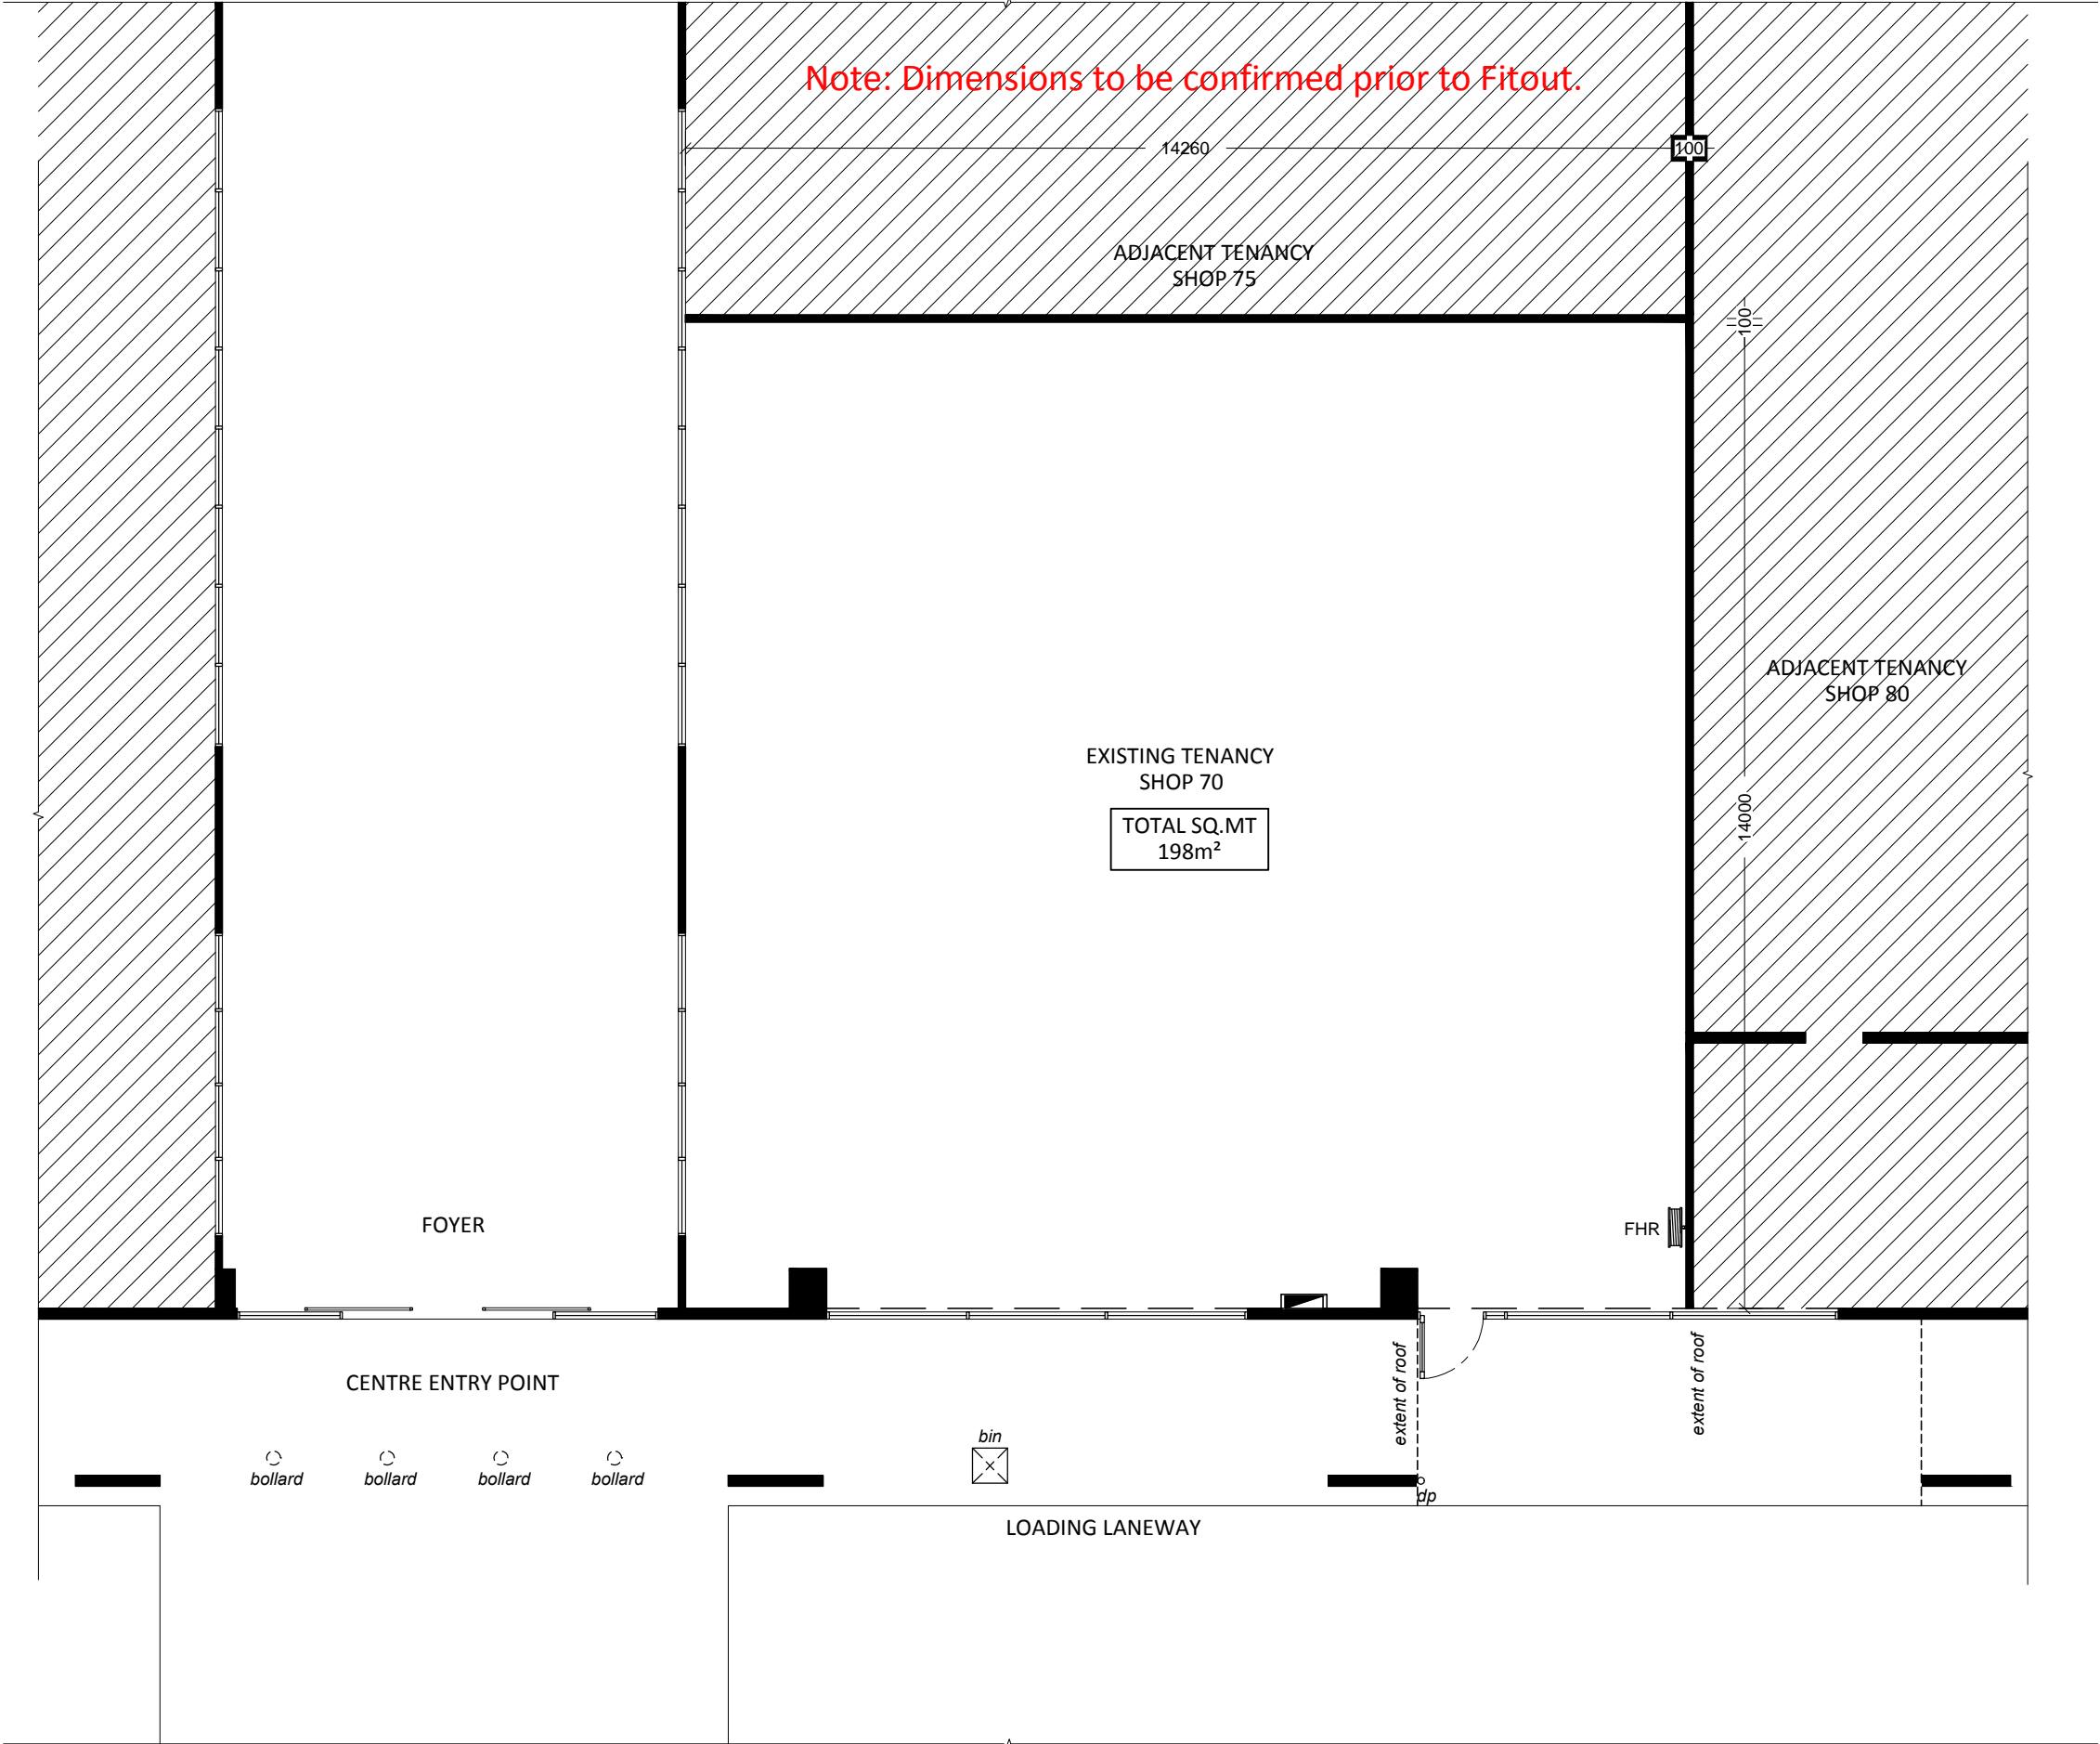 Note: Dimensions to be confirmed prior to Fitout.
14260
100
ADJACENT TENANCY
SHOP 75
100
ADJACENT TENANCY
SHOP 80
EXISTING TENANCY
SHOP 70
TOTAL SQ.MT
198m²
14000
FOYER
FHR
CENTRE ENTRY POINT
extent of roof
extent of roof
bin
bollard
bollard
bollard
bollard
dp
LOADING LANEWAY